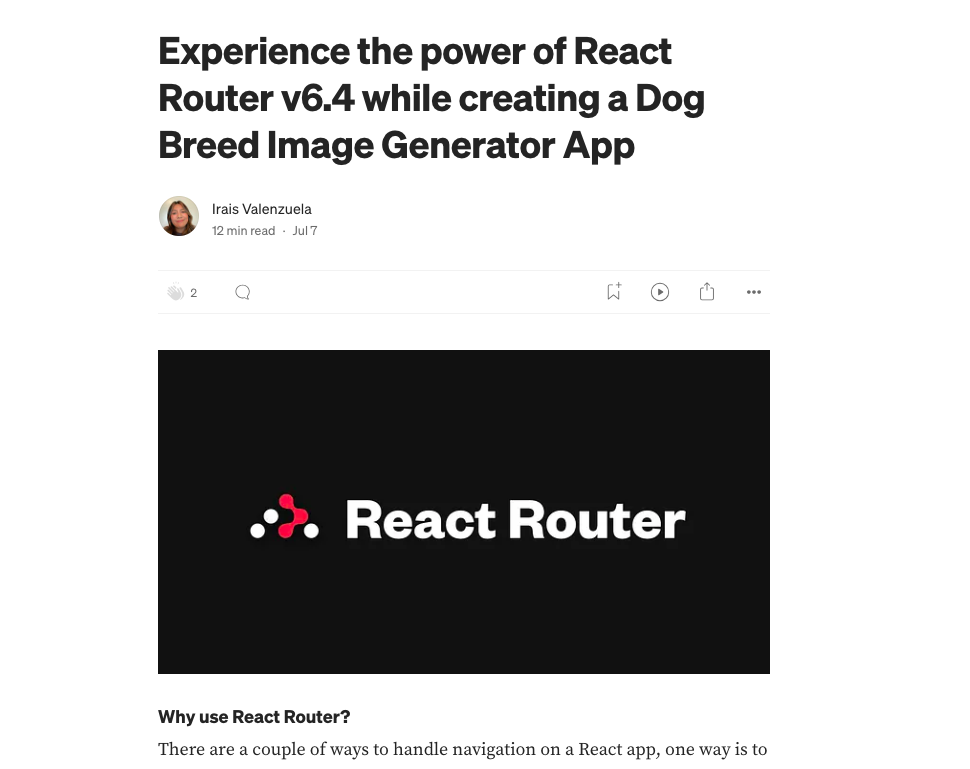 Experience the power of React
Router v6.4 while creating a Dog
Breed Image Generator App
Irais Valenzuela
12 min read · Jul 7
2
React Router
Why use React Router?
There are a couple of ways to handle navigation on a React app, one way is to